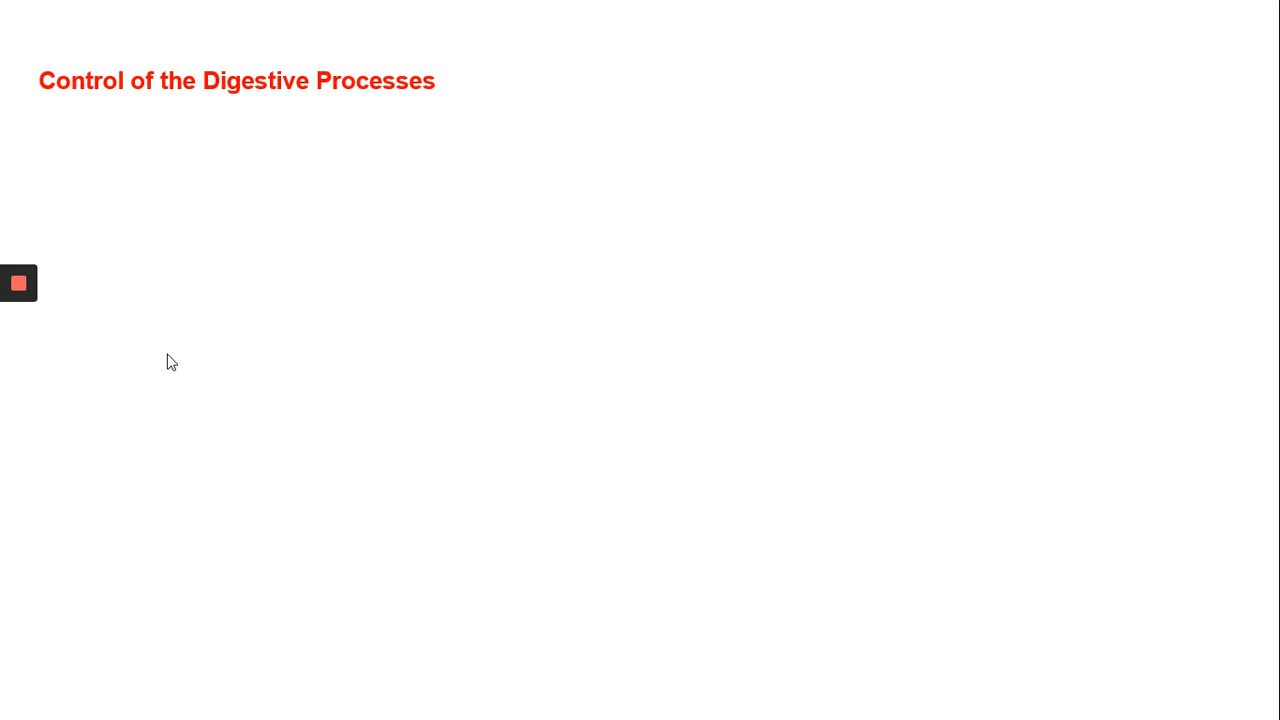 Control of the Digestive Processes